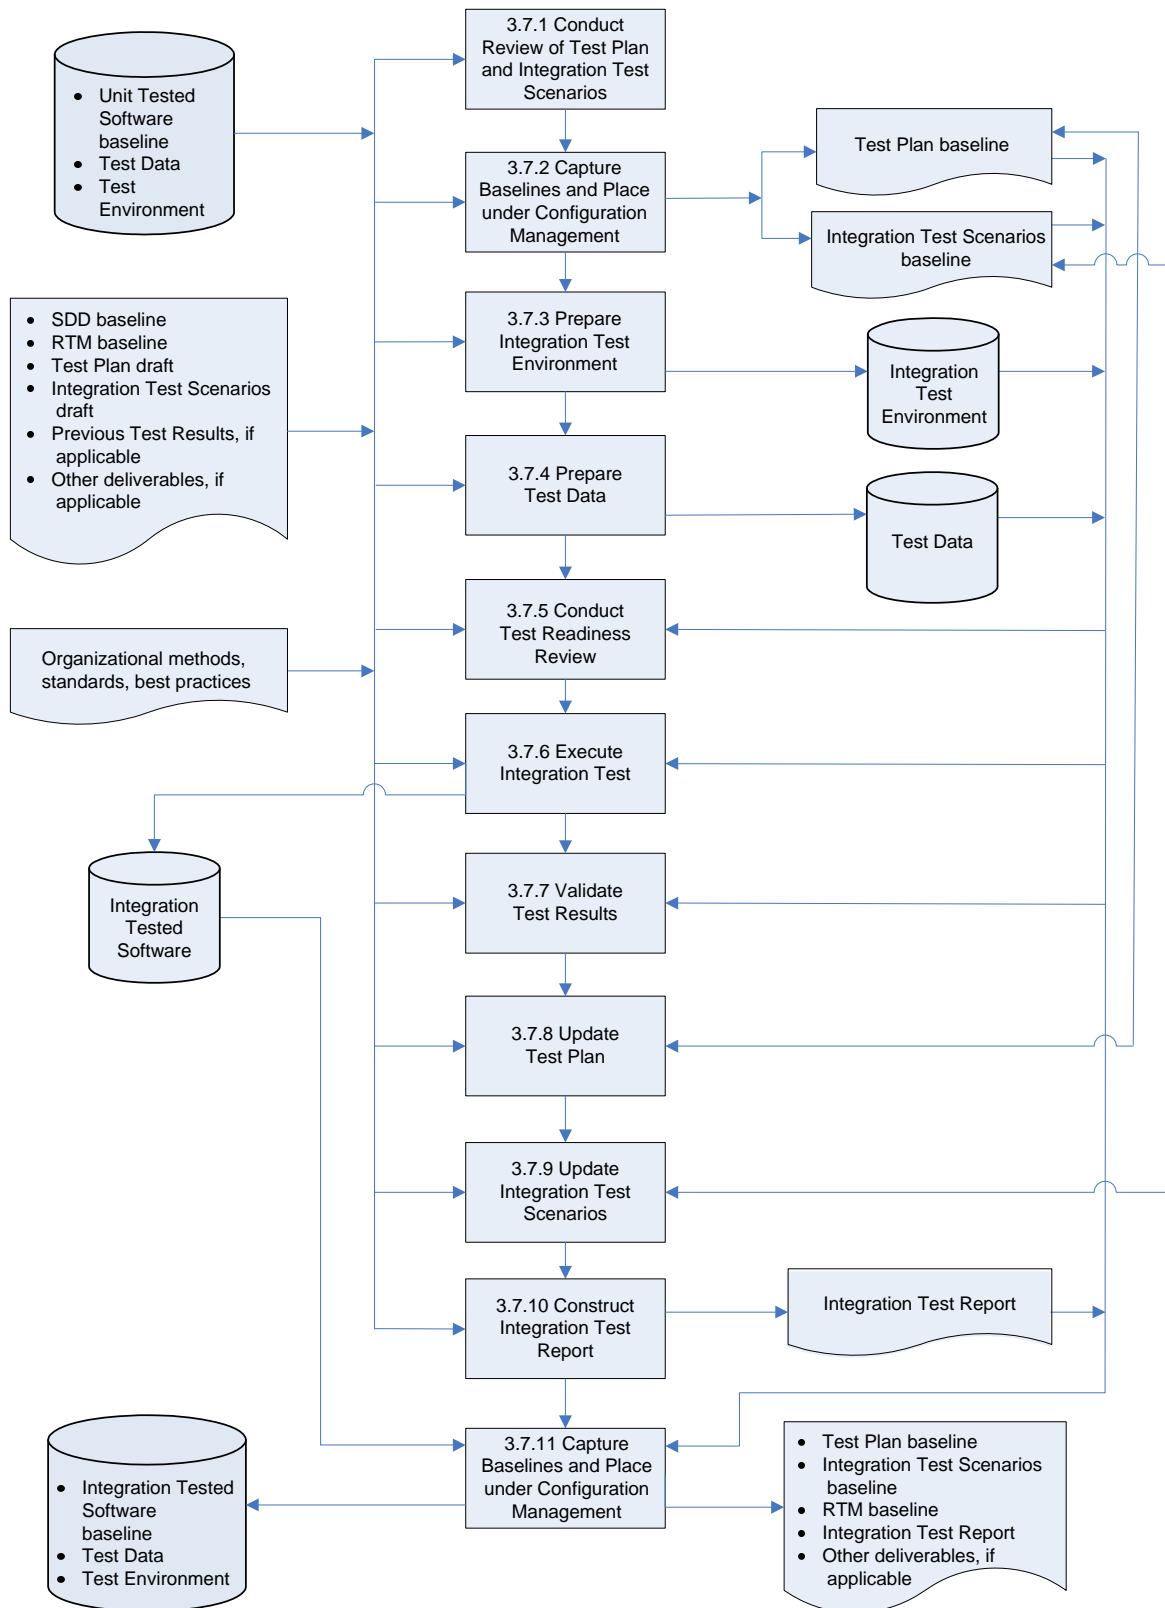 3.7.1 Conduct
Review of Test Plan
and Integration Test
Scenarios
• Unit Tested
Software
baseline
• Test Data
• Test
Environment
3.7.2 Capture
Baselines and Place
under Configuration
Management
Test Plan baseline
Integration Test Scenarios
baseline
• SDD baseline
• RTM baseline
• Test Plan draft
• Integration Test Scenarios
draft
• Previous Test Results, if
applicable
• Other deliverables, if
applicable
3.7.3 Prepare
Integration Test
Environment
Integration
Test
Environment
3.7.4 Prepare
Test Data
Test Data
3.7.5 Conduct
Test Readiness
Review
Organizational methods,
standards, best practices
3.7.6 Execute
Integration Test
Integration
Tested
Software
3.7.7 Validate
Test Results
3.7.8 Update
Test Plan
3.7.9 Update
Integration Test
Scenarios
3.7.10 Construct
Integration Test
Report
Integration Test Report
3.7.11 Capture
Baselines and Place
under Configuration
Management
• Integration Tested
Software
baseline
• Test Data
• Test Environment
• Test Plan baseline
• Integration Test Scenarios
baseline
• RTM baseline
• Integration Test Report
• Other deliverables, if
applicable